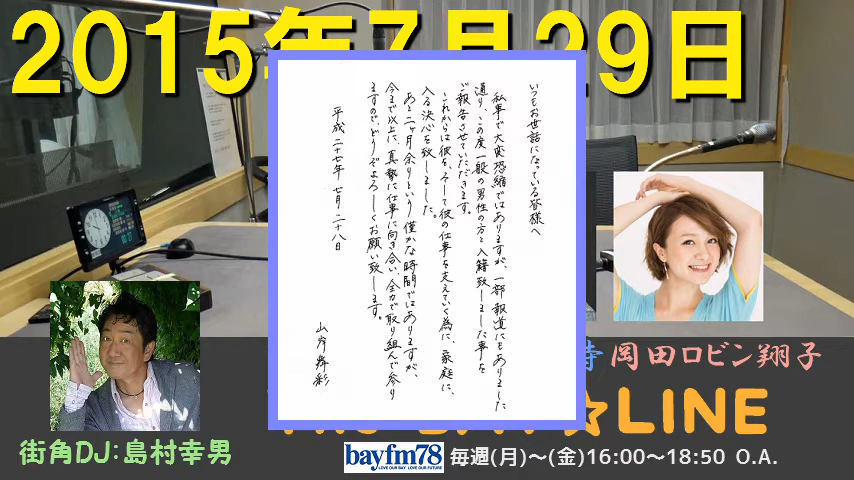 2015年7月29日
いつもお世話になっている皆様へ
私事で大変恐縮ではありますが、一部報道にもありました
通り、この度一般の男性の方と入籍致しました事を
ご報告させていただきます。
これからは彼を、そして彼の仕事を支えていく為に、家庭に
入る決心を致しました。
あと二ヶ月余りという僅かな時間ではありますが、
今まで以上に、真摯に仕事に向き合い、全力で取り組んで参り
ますので、どうぞよろしくお願い致します。
平成二十七年 七月二十八日
岡田ロビン翔子
☆LINE
街角DJ:島村幸男
bayfm78
LOVE OUR BAY LOVE OUR FUTURE
毎週(月)～(金)16:00～18:50 O.A.